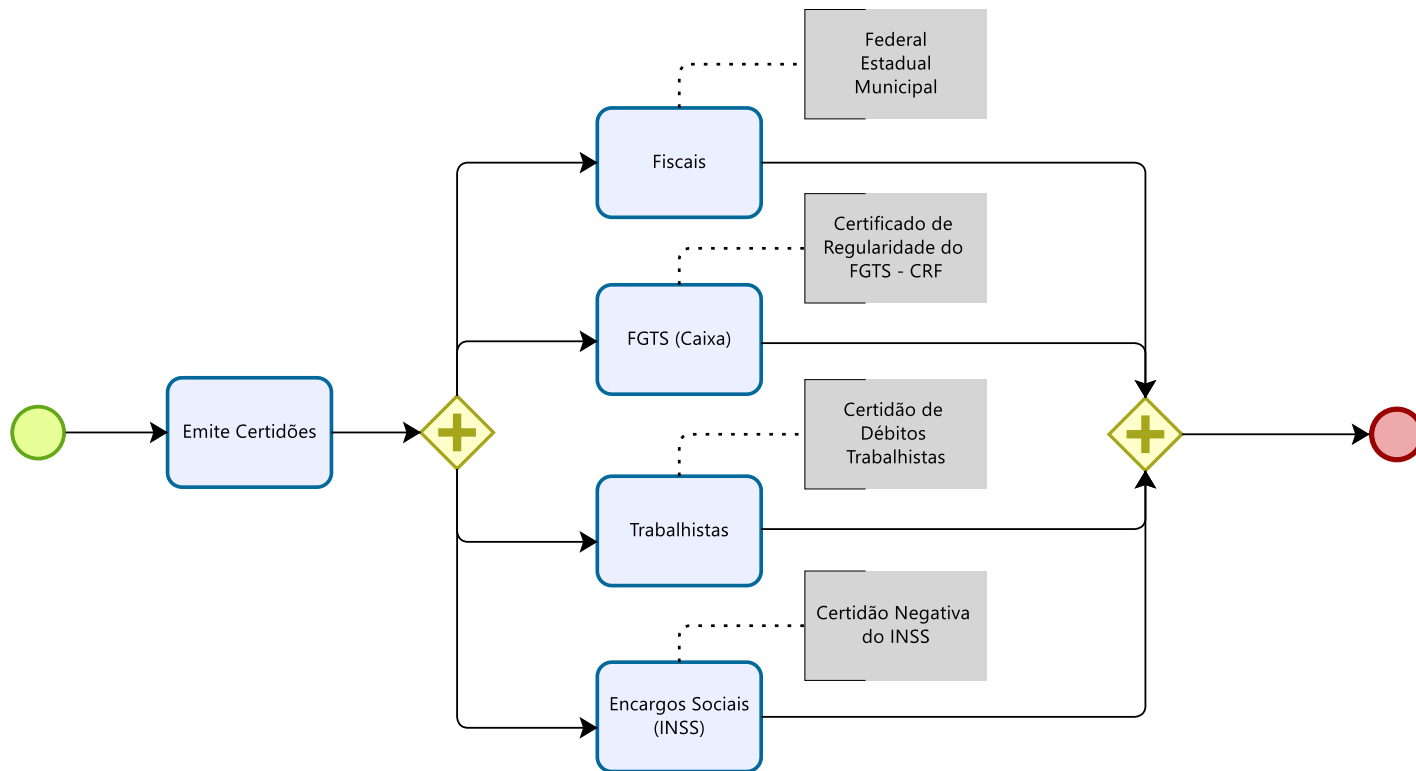 Federal
Estadual
Municipal
Fiscais
Certificado de
Regularidade do
FGTS - CRF
FGTS (Caixa)
Certidão de
Débitos
Trabalhistas
Emite Certidões
Trabalhistas
Certidão Negativa
do INSS
Encargos Sociais
(INSS)